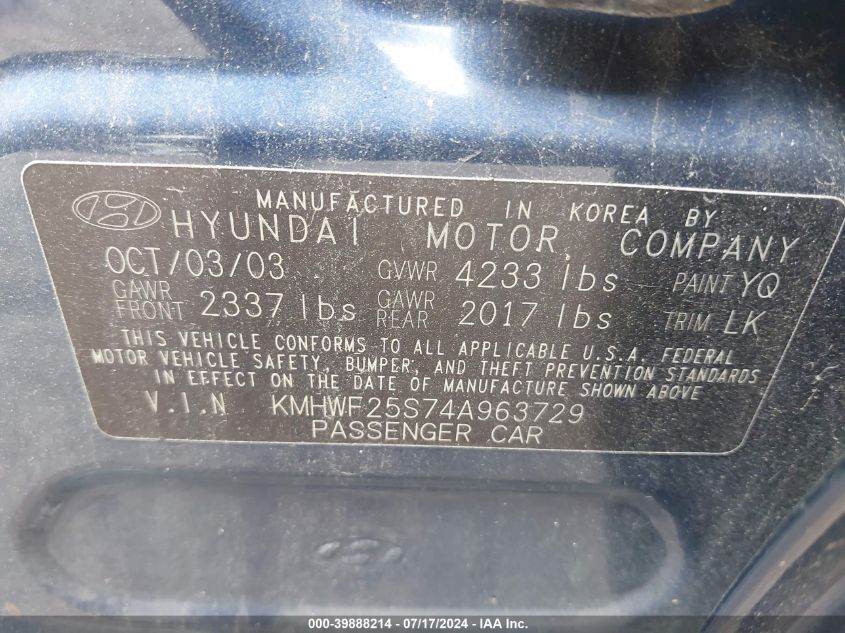 MANUFACTURED IN KOREA BY
HYUNDAI MOTOR COMPANY
OCT/03/03 GVWR 4233 lbs PAINT YQ
GAWR FRONT 2337 lbs GAWR REAR 2017 lbs TRIM LK
THIS VEHICLE CONFORMS TO ALL APPLICABLE U.S.A. FEDERAL
MOTOR VEHICLE SAFETY, BUMPER, AND THEFT PREVENTION STANDARDS
IN EFFECT ON THE DATE OF MANUFACTURE SHOWN ABOVE
V.I.N KMHWF25S74A963729
PASSENGER CAR
000-39888214 - 07/17/2024 - IAA Inc.